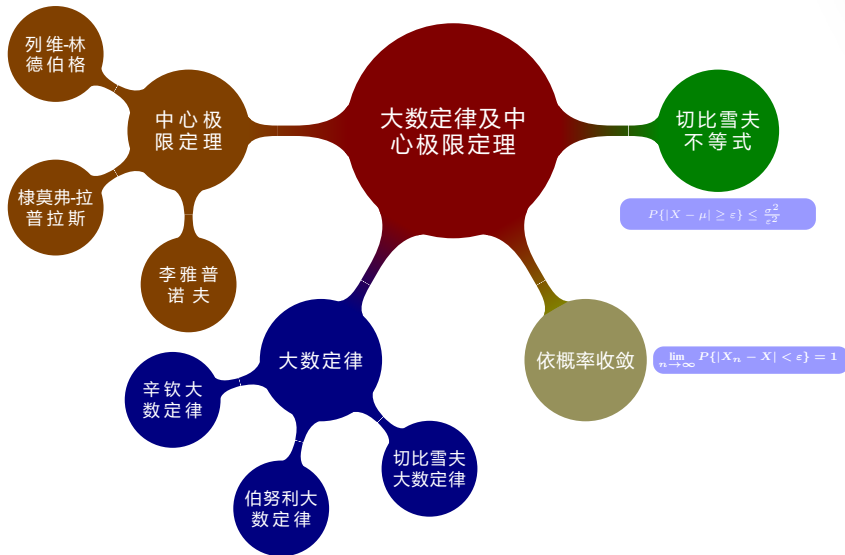 列维-林
德伯格
中心极
限定理
棣莫弗-拉
普拉斯
李雅普
诺夫
大数定律及中
心极限定理
切比雪夫
不等式
P{|X − μ| ≥ ε} ≤ σ²/ε²
依概率收敛
lim n→∞ P{|Xₙ − X| < ε} = 1
大数定律
辛钦大
数定律
伯努利大
数定律
切比雪夫
大数定律